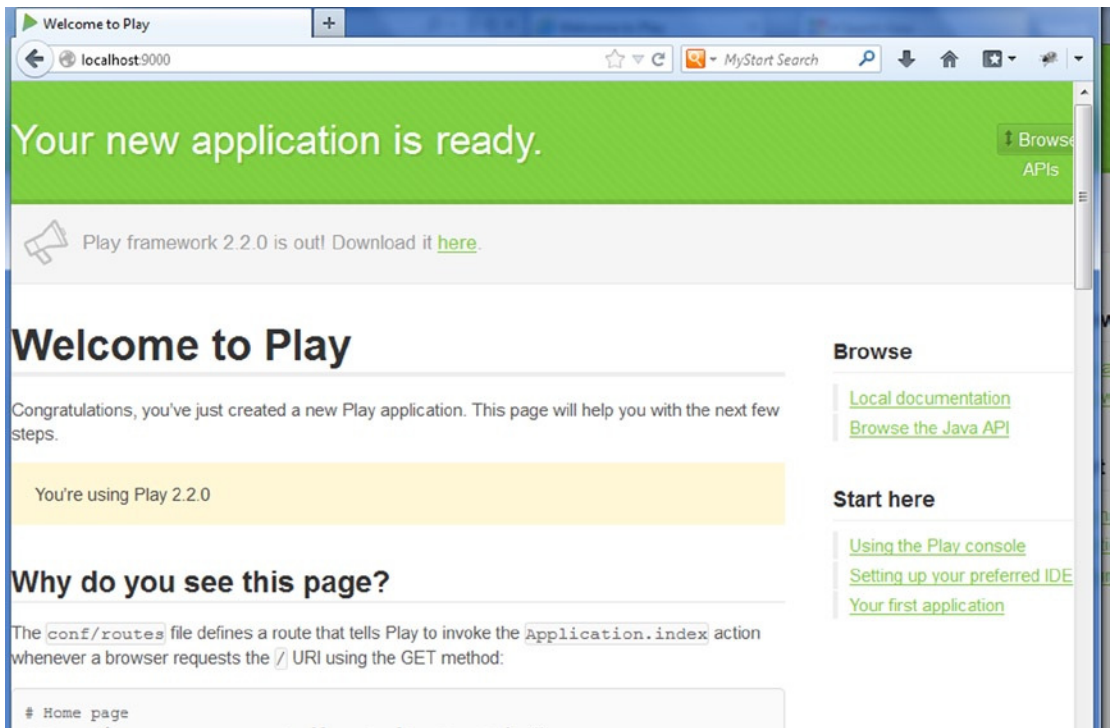 Welcome to Play
+
localhost:9000
MyStart Search
Your new application is ready.
Browse
APIs
Play framework 2.2.0 is out! Download it here.
Welcome to Play
Congratulations, you've just created a new Play application. This page will help you with the next few
steps.
You're using Play 2.2.0
Why do you see this page?
The conf/routes file defines a route that tells Play to invoke the Application.index action
whenever a browser requests the / URI using the GET method:
# Home page
Browse
Local documentation
Browse the Java API
Start here
Using the Play console
Setting up your preferred IDE
Your first application